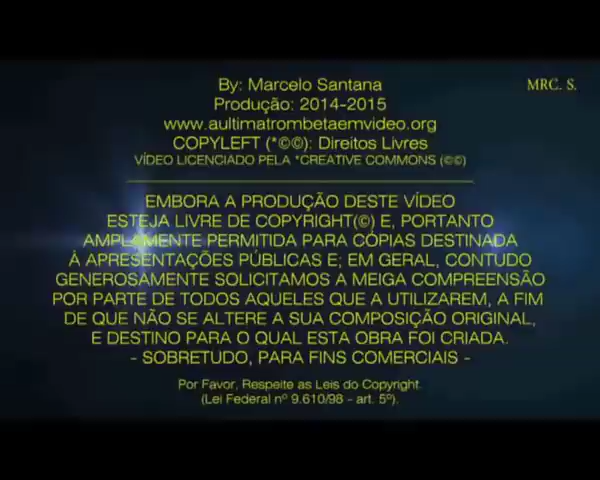 By: Marcelo Santana
MRC. S.
Produção: 2014-2015
www.aultimatrombetaemvideo.org
COPYLEFT (*©©): Direitos Livres
VÍDEO LICENCIADO PELA *CREATIVE COMMONS (©©)
EMBORA A PRODUÇÃO DESTE VÍDEO
ESTEJA LIVRE DE COPYRIGHT(©) E, PORTANTO
AMPLAMENTE PERMITIDA PARA CÓPIAS DESTINADA
À APRESENTAÇÕES PÚBLICAS E; EM GERAL, CONTUDO
GENEROSAMENTE SOLICITAMOS A MEIGA COMPREENSÃO
POR PARTE DE TODOS AQUELES QUE A UTILIZAREM, A FIM
DE QUE NÃO SE ALTERE A SUA COMPOSIÇÃO ORIGINAL,
E DESTINO PARA O QUAL ESTA OBRA FOI CRIADA.
- SOBRETUDO, PARA FINS COMERCIAIS -
Por Favor, Respeite as Leis do Copyright.
(Lei Federal nº 9.610/98 - art. 5º).